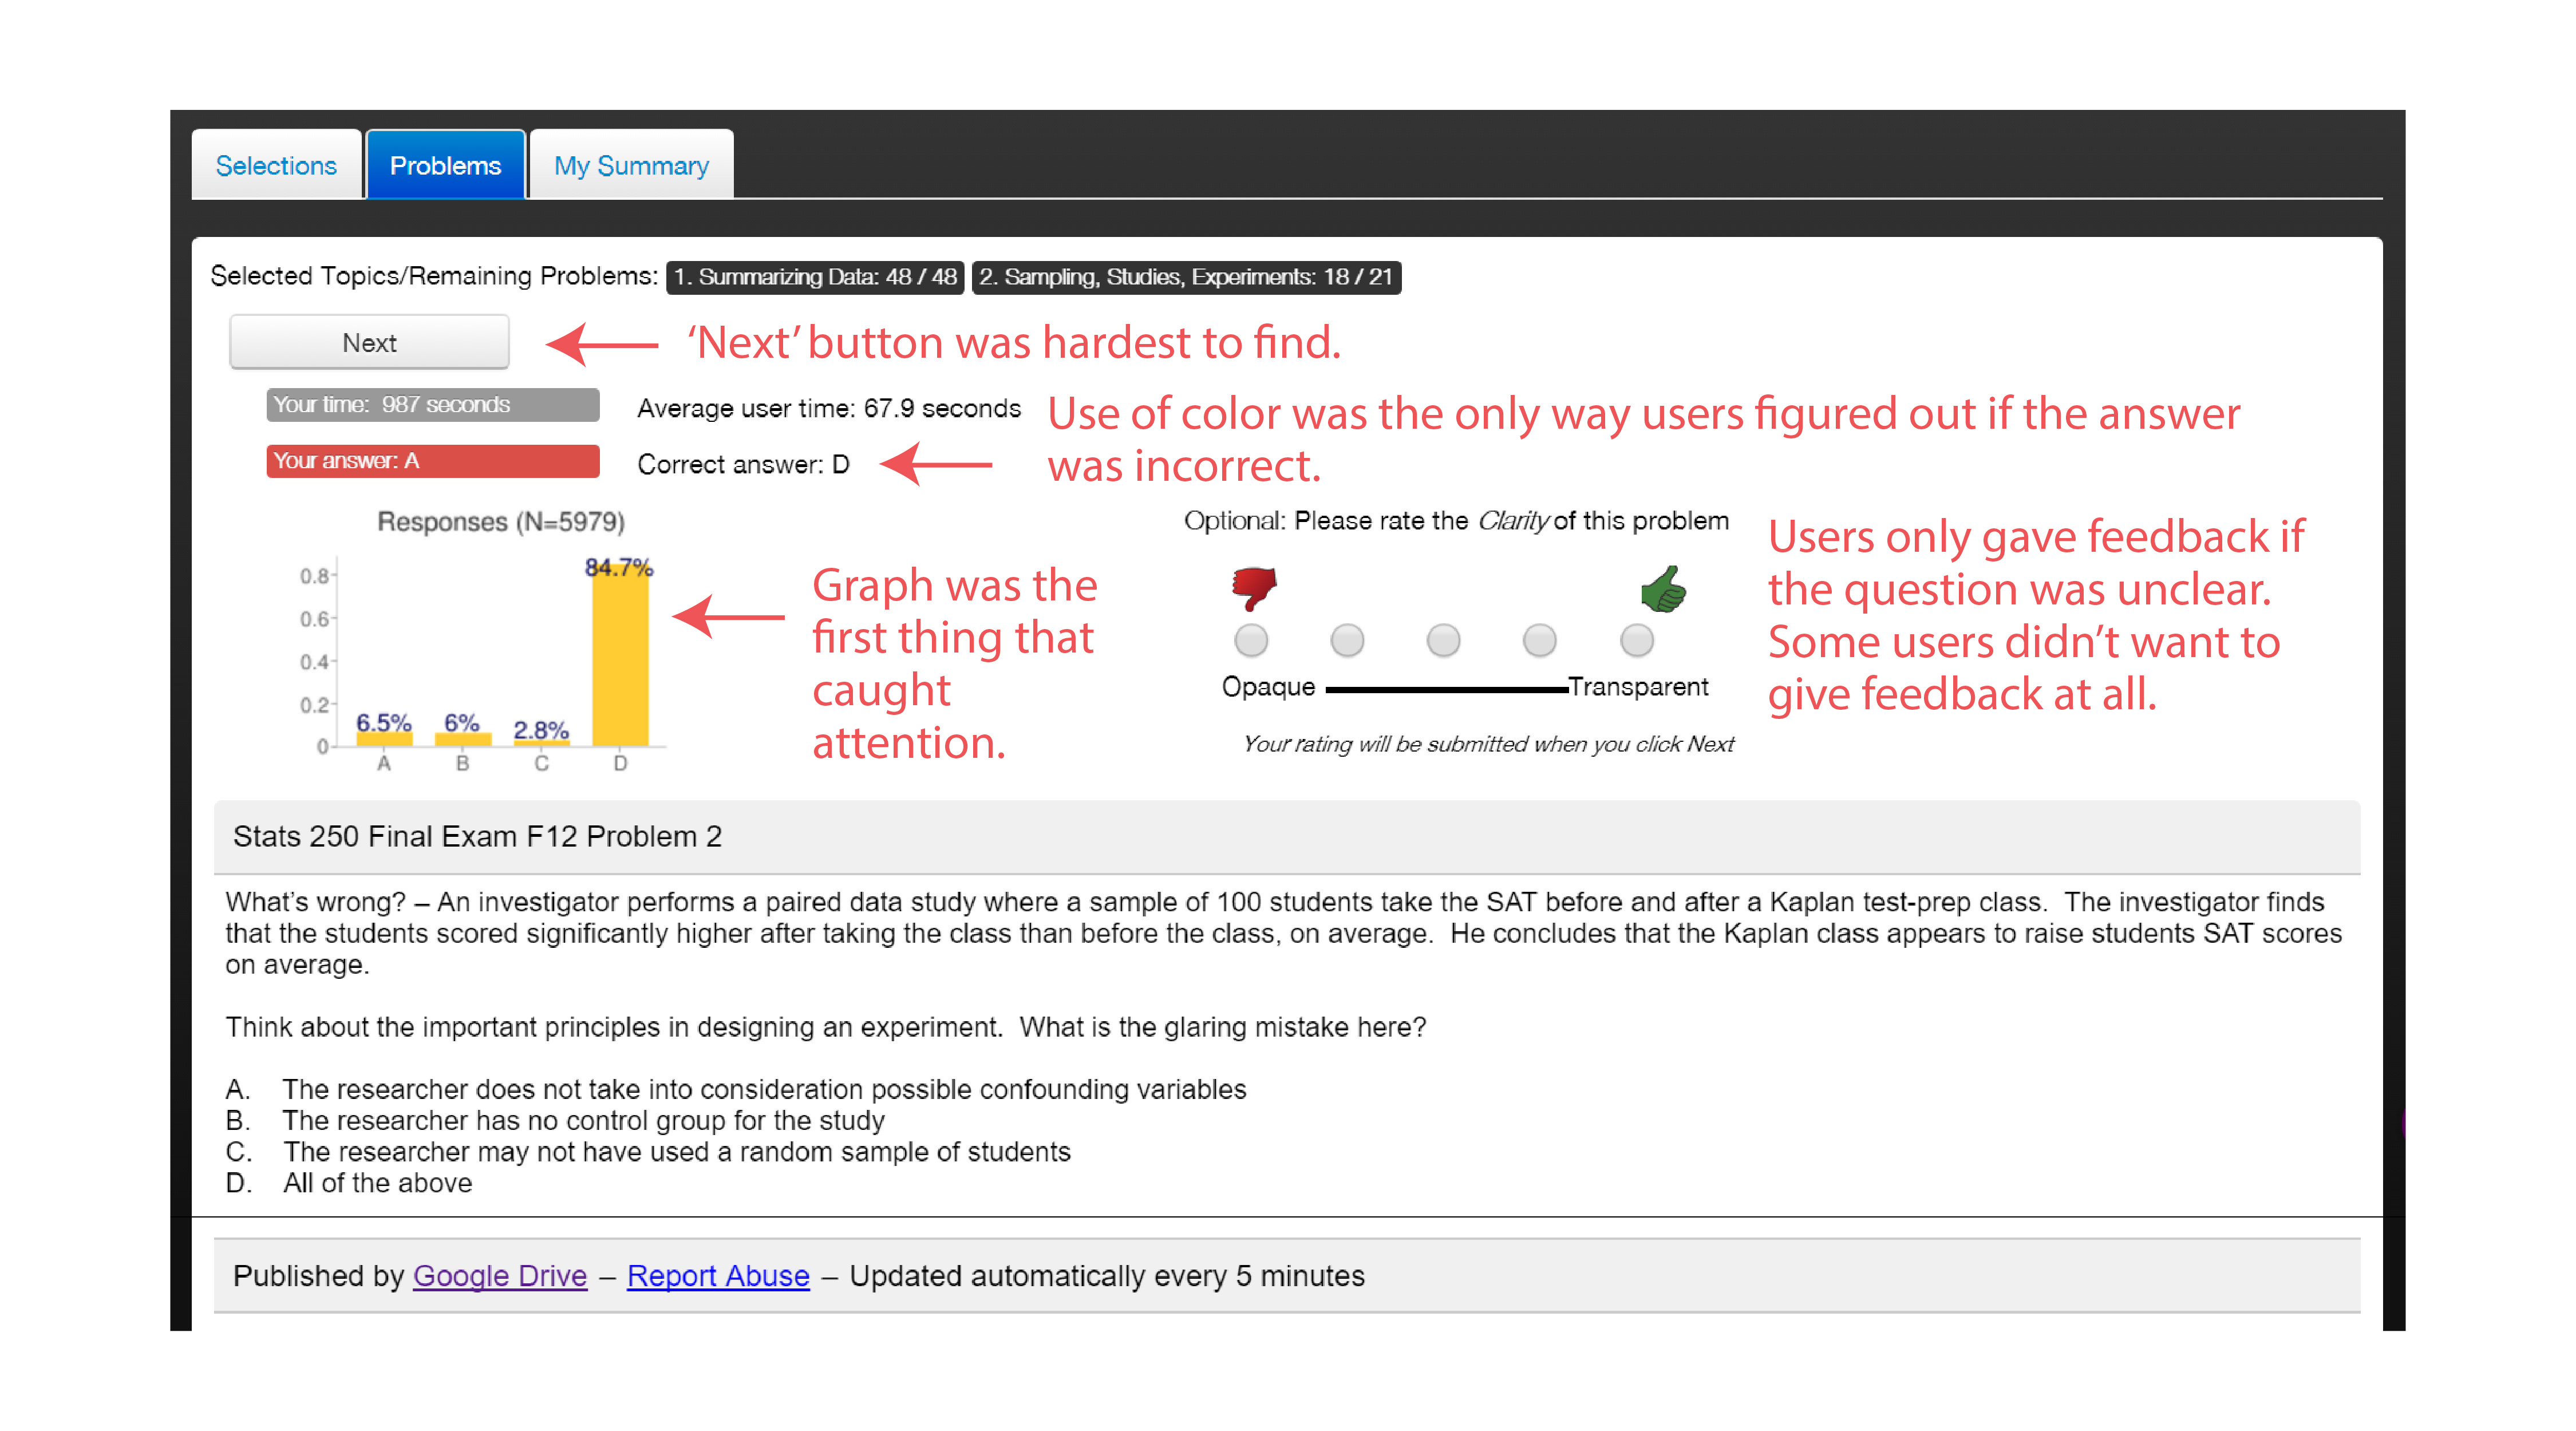 Selections Problems My Summary
Selected Topics/Remaining Problems: 1. Summarizing Data: 48 / 48 2. Sampling, Studies, Experiments: 18 / 21
Next
‘Next’ button was hardest to find.
Your time: 987 seconds
Average user time: 67.9 seconds
Your answer: A
Correct answer: D
Use of color was the only way users figured out if the answer
was incorrect.
Responses (N=5979)
0.8
0.6
0.4
0.2
0
6.5% 6% 2.8% 84.7%
A B C D
Graph was the
first thing that
caught
attention.
Optional: Please rate the Clarity of this problem
Opaque Transparent
Your rating will be submitted when you click Next
Users only gave feedback if
the question was unclear.
Some users didn’t want to
give feedback at all.
Stats 250 Final Exam F12 Problem 2
What’s wrong? – An investigator performs a paired data study where a sample of 100 students take the SAT before and after a Kaplan test-prep class. The investigator finds
that the students scored significantly higher after taking the class than before the class, on average. He concludes that the Kaplan class appears to raise students SAT scores
on average.
Think about the important principles in designing an experiment. What is the glaring mistake here?
A. The researcher does not take into consideration possible confounding variables
B. The researcher has no control group for the study
C. The researcher may not have used a random sample of students
D. All of the above
Published by Google Drive – Report Abuse – Updated automatically every 5 minutes